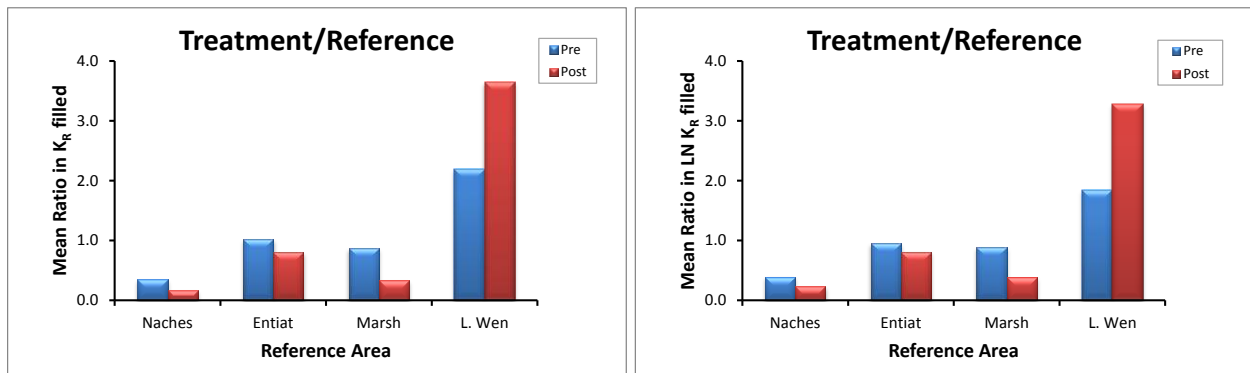 Treatment/Reference
Pre
Post
Mean Ratio in KR filled
4.0
3.0
2.0
1.0
0.0
Naches Entiat Marsh L. Wen
Reference Area
Treatment/Reference
Pre
Post
Mean Ratio in LN KR filled
4.0
3.0
2.0
1.0
0.0
Naches Entiat Marsh L. Wen
Reference Area